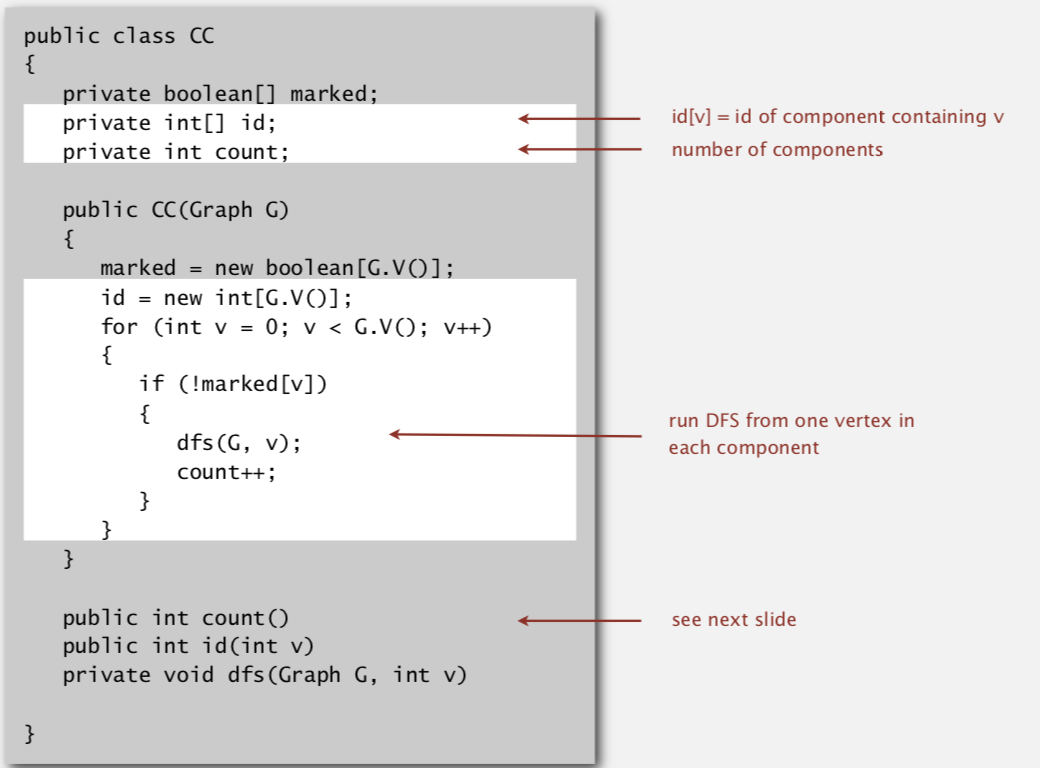 public class CC
{
private boolean[] marked;
private int[] id;
id[v] = id of component containing v
private int count;
number of components
public CC(Graph G)
{
marked = new boolean[G.V()];
id = new int[G.V()];
for (int v = 0; v < G.V(); v++)
{
if (!marked[v])
{
dfs(G, v);
run DFS from one vertex in
each component
count++;
}
}
}
public int count()
see next slide
public int id(int v)
private void dfs(Graph G, int v)
}